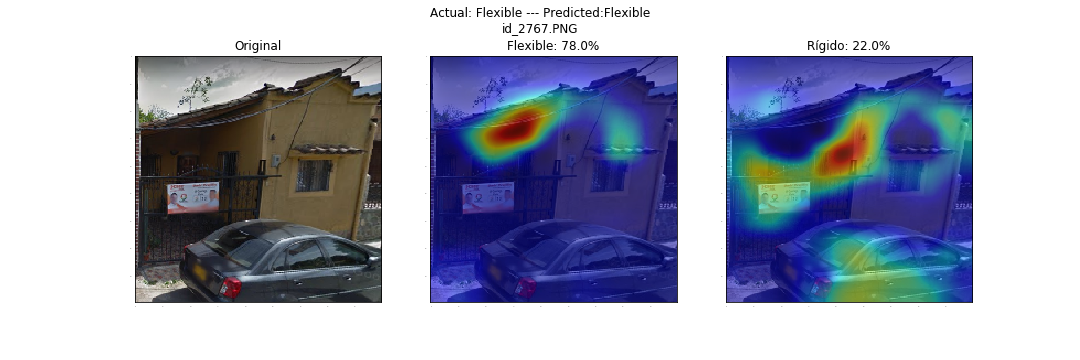 Actual: Flexible --- Predicted:Flexible
id_2767.PNG
Original
Flexible: 78.0%
Rígido: 22.0%